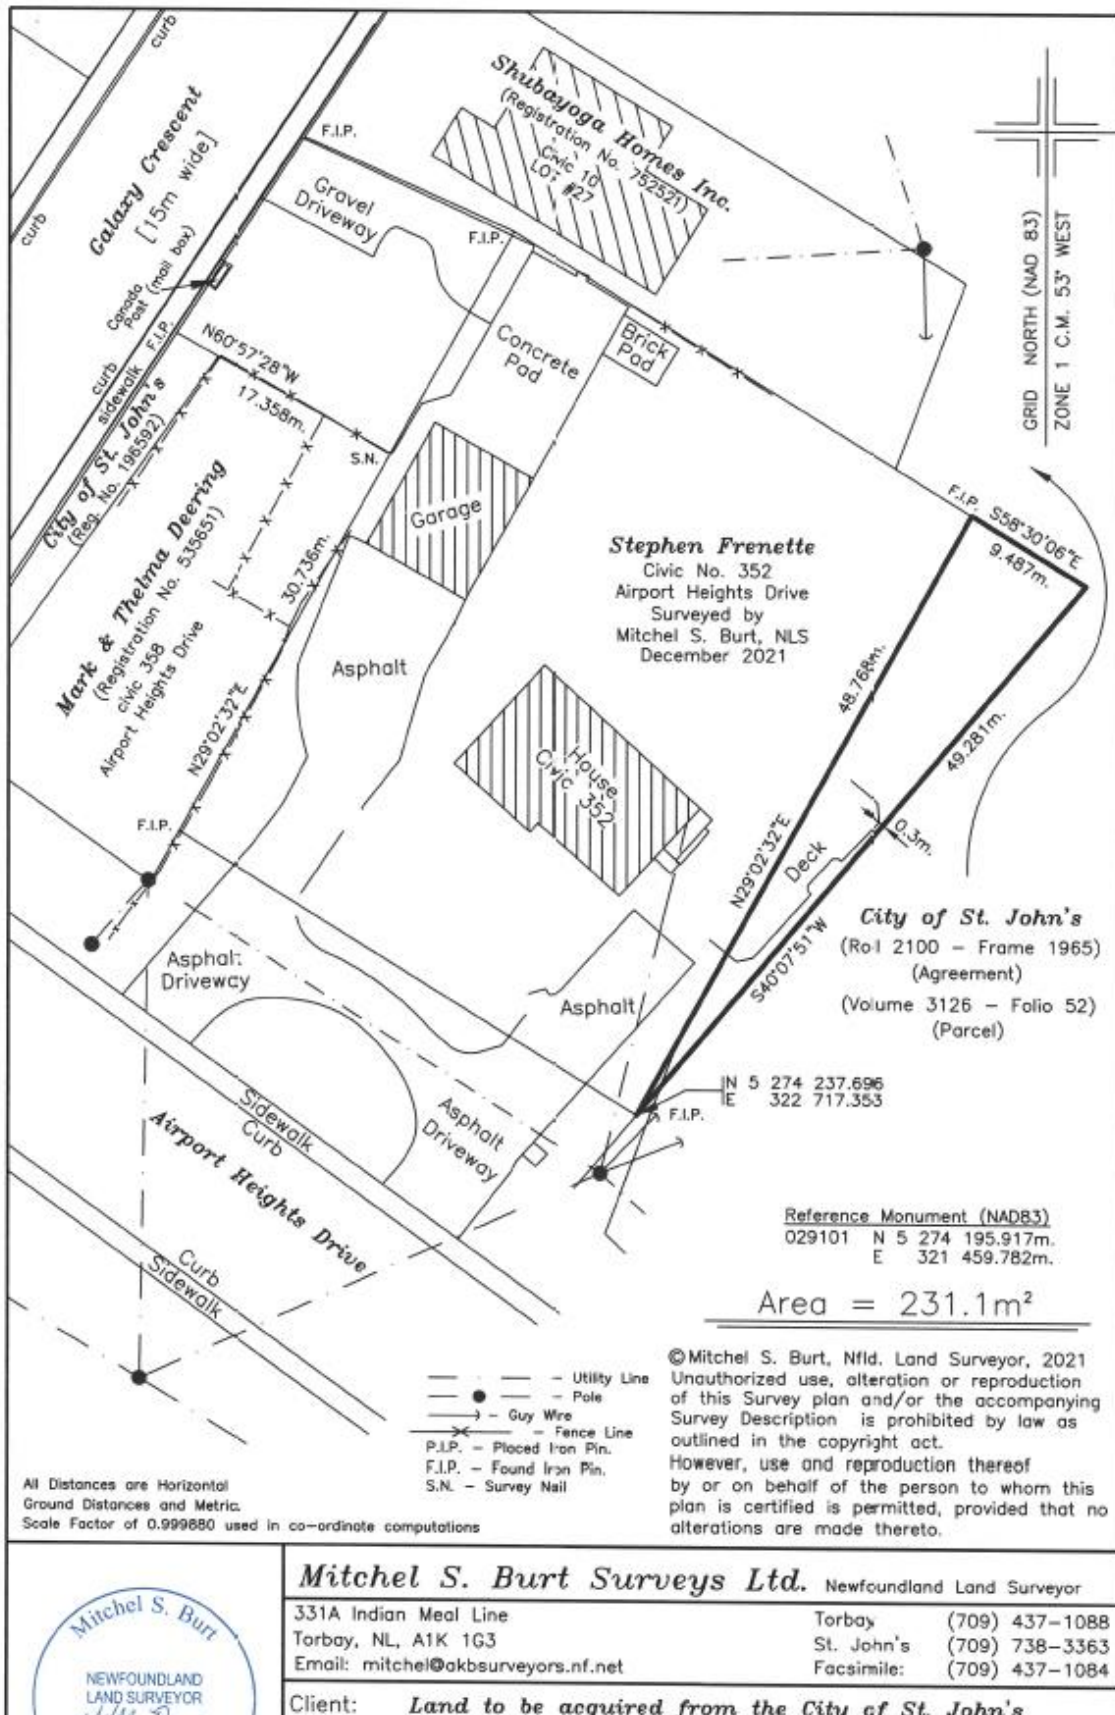 curb
curb
Galaxy Crescent
[15m wide]
curb
Canada
Post (mail box)
F.I.P.
curb
sidewalk
F.I.P.
Gravel
Driveway
Shubayoga Homes Inc.
(Registration No. 752521)
Civic 10
LOT #27
F.I.P.
GRID NORTH (NAD 83)
ZONE 1 C.M. 53° WEST
N60°57'28"W
17.358m.
S.N.
Concrete
Pad
Brick
Pad
City of St. John's
(Reg. No. 196592)
Mark & Thelma Deering
(Registration No. 535651)
civic 358
Airport Heights Drive
30.736m.
N29°02'32"E
F.I.P.
Garage
Asphalt
Stephen Frenette
Civic No. 352
Airport Heights Drive
Surveyed by
Mitchel S. Burt, NLS
December 2021
F.I.P.
S58°30'06"E
9.487m.
48.768m.
49.281m.
N29°02'32"E
House
Civic 352
Deck
0.3m.
S40°07'51"W
City of St. John's
(Roll 2100 - Frame 1965)
(Agreement)
(Volume 3126 - Folio 52)
(Parcel)
Asphalt
Driveway
Asphalt
N 5 274 237.696
E 322 717.353
F.I.P.
Asphalt
Driveway
Sidewalk
Curb
Airport Heights Drive
Curb
Sidewalk
Reference Monument (NAD83)
029101 N 5 274 195.917m.
E 321 459.782m.
Area = 231.1m²
©Mitchel S. Burt, Nfld. Land Surveyor, 2021
Unauthorized use, alteration or reproduction
of this Survey plan and/or the accompanying
Survey Description is prohibited by law as
outlined in the copyright act.
However, use and reproduction thereof
by or on behalf of the person to whom this
plan is certified is permitted, provided that no
alterations are made thereto.
- Utility Line
- Pole
- Guy Wire
- Fence Line
P.I.P. - Placed Iron Pin.
F.I.P. - Found Iron Pin.
S.N. - Survey Nail
All Distances are Horizontal
Ground Distances and Metric.
Scale Factor of 0.999880 used in co-ordinate computations
Mitchel S. Burt
NEWFOUNDLAND
LAND SURVEYOR
Mitchel S. Burt Surveys Ltd. Newfoundland Land Surveyor
331A Indian Meal Line
Torbay, NL, A1K 1G3
Email: mitchel@akbsurveyors.nf.net
Torbay (709) 437-1088
St. John's (709) 738-3363
Facsimile: (709) 437-1084
Client: Land to be acquired from the City of St. John's